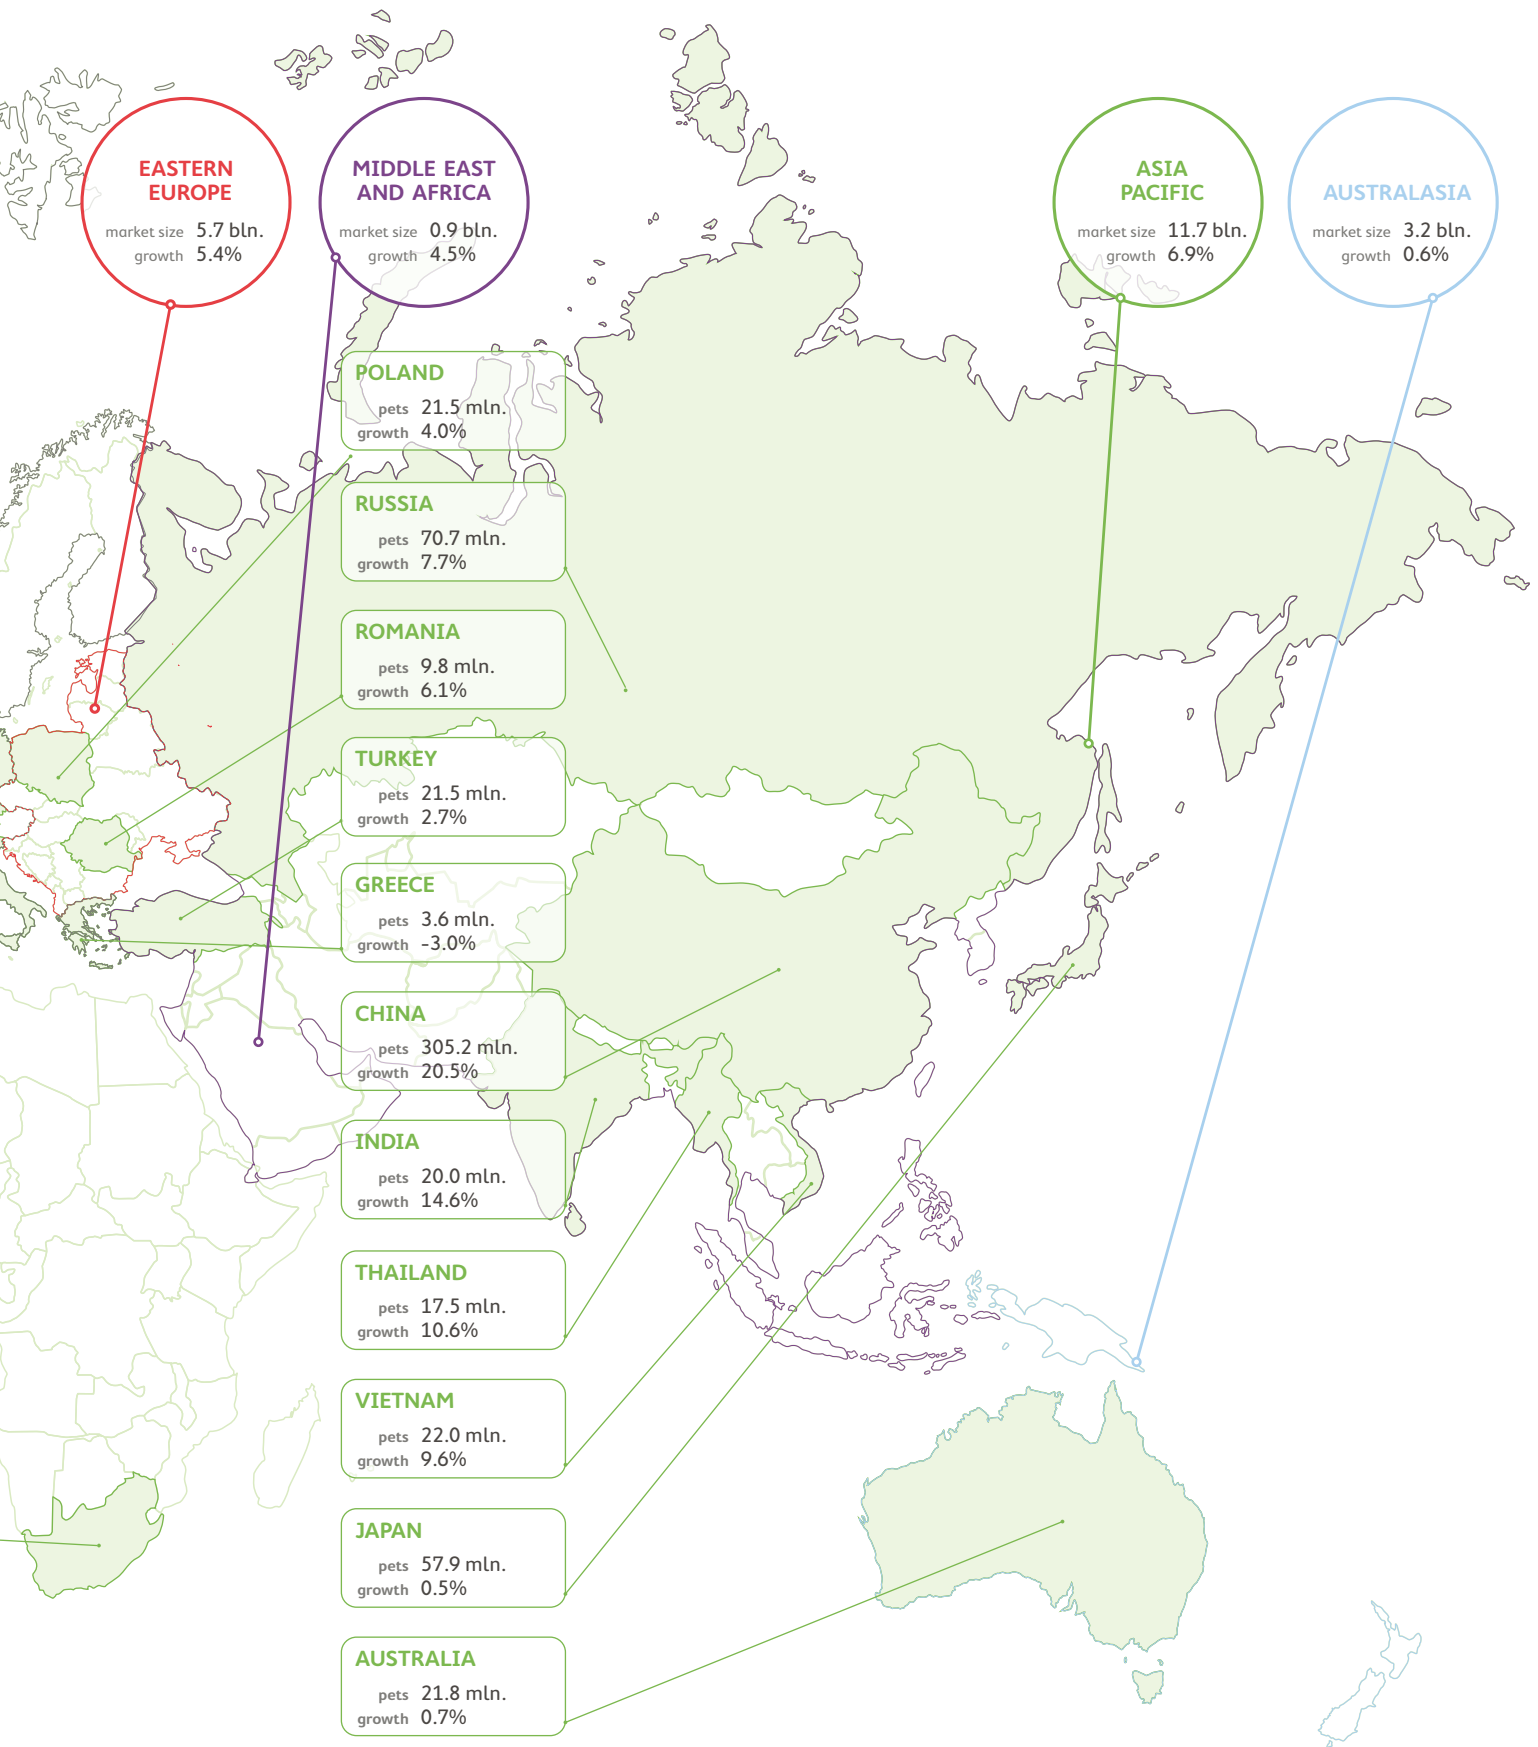 EASTERN
EUROPE
market size 5.7 bln.
growth 5.4%
MIDDLE EAST
AND AFRICA
market size 0.9 bln.
growth 4.5%
ASIA
PACIFIC
market size 11.7 bln.
growth 6.9%
AUSTRALASIA
market size 3.2 bln.
growth 0.6%
POLAND
pets 21.5 mln.
growth 4.0%
RUSSIA
pets 70.7 mln.
growth 7.7%
ROMANIA
pets 9.8 mln.
growth 6.1%
TURKEY
pets 21.5 mln.
growth 2.7%
GREECE
pets 3.6 mln.
growth -3.0%
CHINA
pets 305.2 mln.
growth 20.5%
INDIA
pets 20.0 mln.
growth 14.6%
THAILAND
pets 17.5 mln.
growth 10.6%
VIETNAM
pets 22.0 mln.
growth 9.6%
JAPAN
pets 57.9 mln.
growth 0.5%
AUSTRALIA
pets 21.8 mln.
growth 0.7%